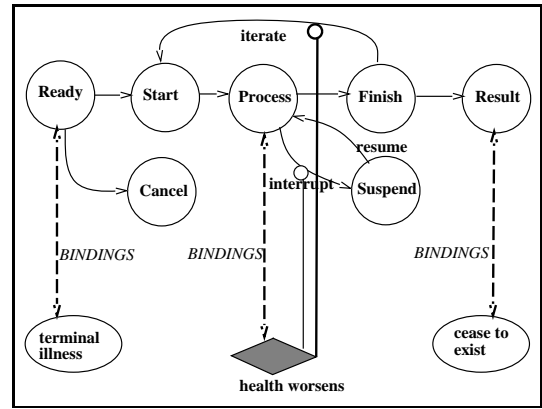 iterate
Ready
Start
Process
Finish
Result
resume
interrupt
Cancel
Suspend
BINDINGS
BINDINGS
BINDINGS
terminal
illness
cease to
exist
health worsens